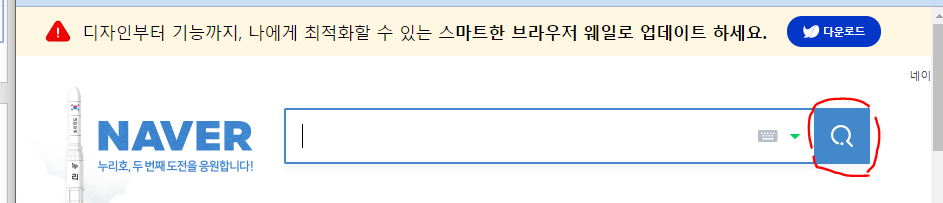 디자인부터 기능까지, 나에게 최적화할 수 있는 스마트한 브라우저 웨일로 업데이트 하세요. 다운로드
네이
NAVER
누리호, 두 번째 도전을 응원합니다!
누리